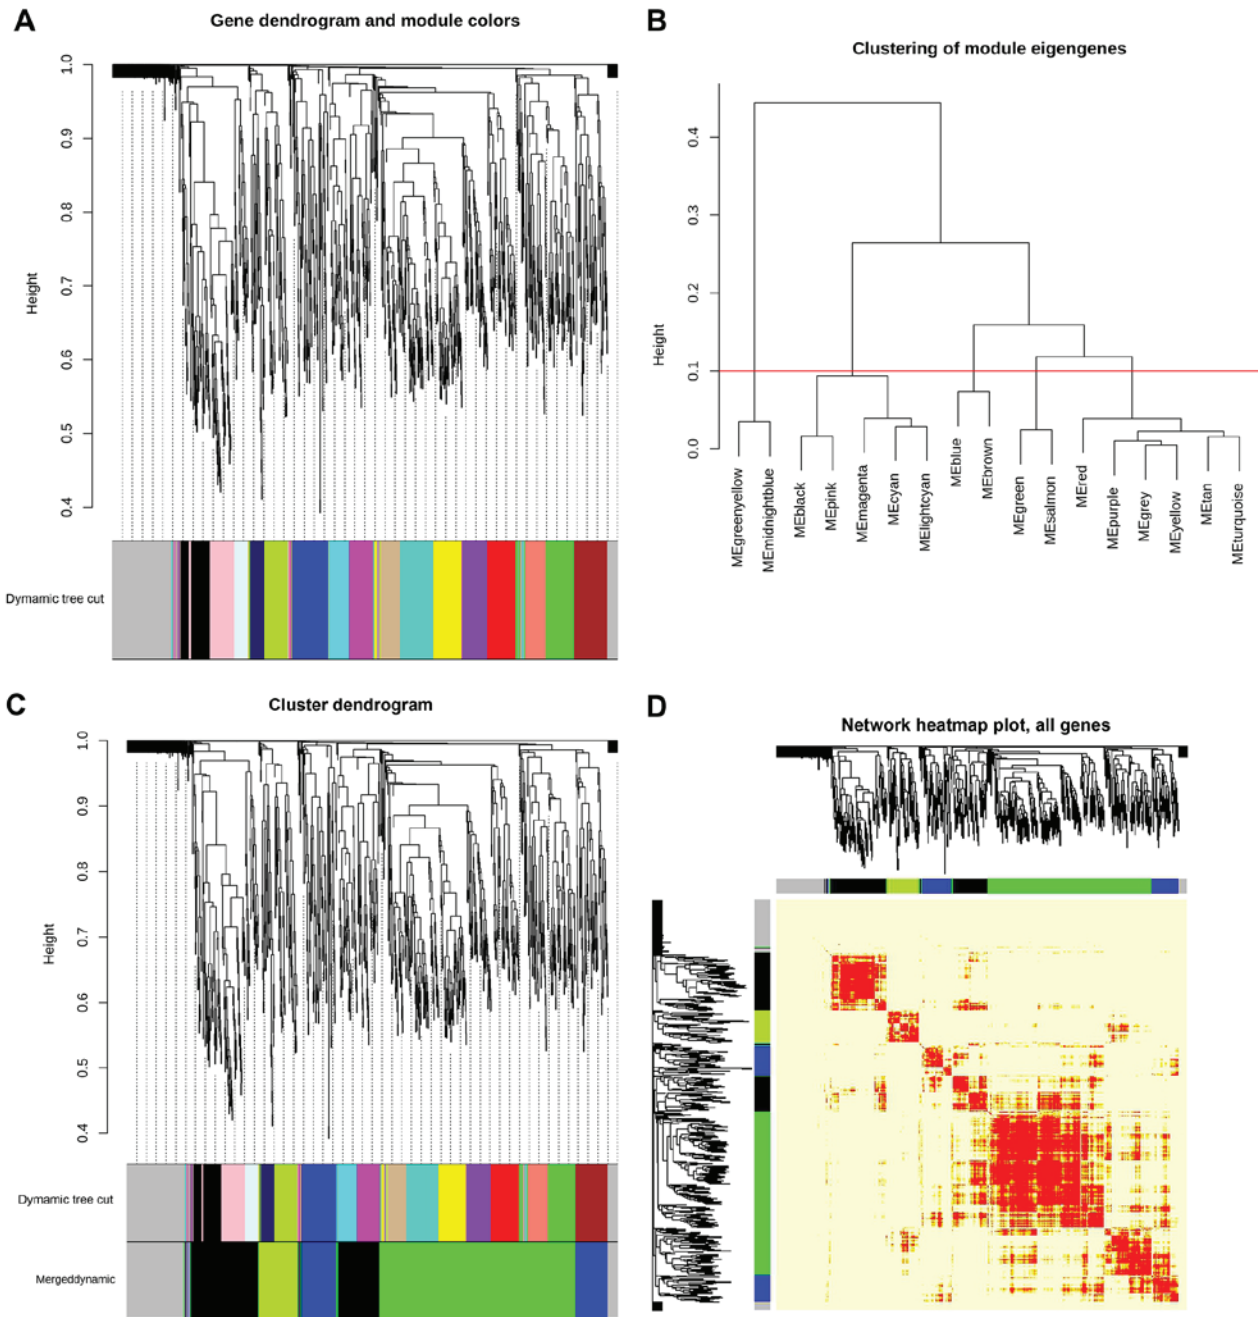 A
Gene dendrogram and module colors
Height
1.0
0.9
0.8
0.7
0.6
0.5
0.4
Dymamic tree cut
B
Clustering of module eigengenes
Height
0.4
0.3
0.2
0.1
0.0
MEgreenyellow
MEmidnightblue
MEblack
MEpink
MEmagenta
MEcyan
MElightcyan
MEblue
MEbrown
MEgreen
MEsalmon
MEred
MEpurple
MEgrey
MEyellow
MEtan
MEturquoise
C
Cluster dendrogram
Height
1.0
0.9
0.8
0.7
0.6
0.5
0.4
Dymamic tree cut
Mergeddynamic
D
Network heatmap plot, all genes